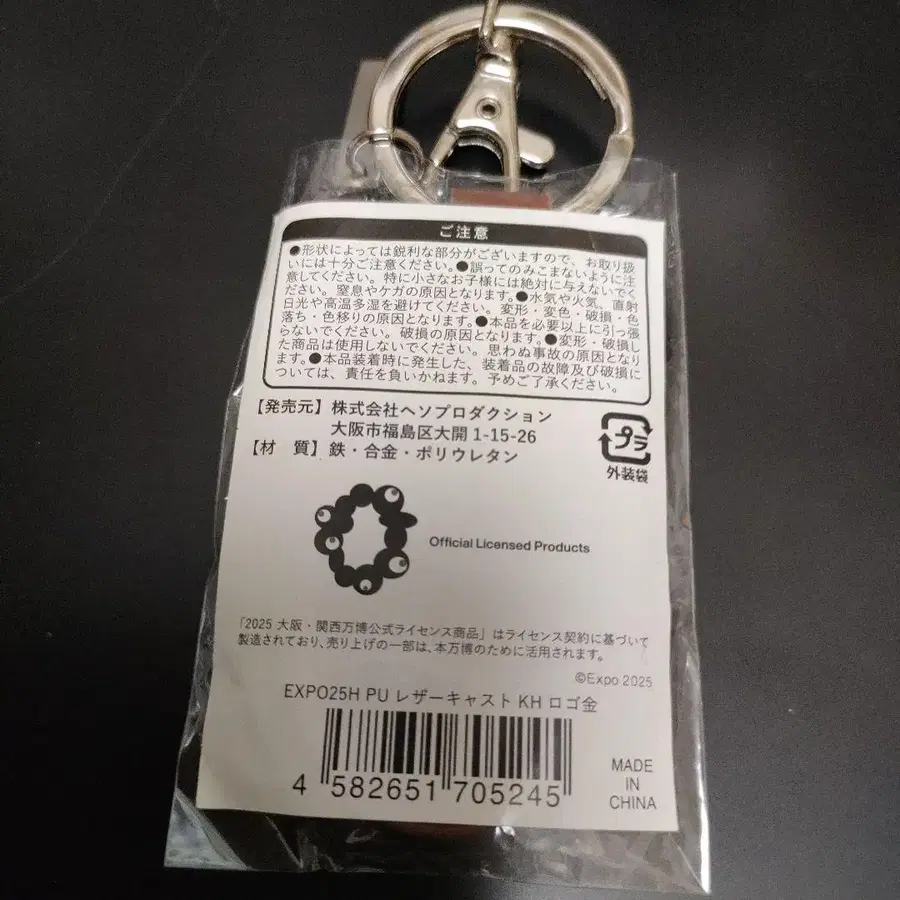 ご注意
●形状によっては鋭利な部分がございますので、お取り扱
いには十分ご注意ください。●誤ってのみこまないように注
意してください。特に小さなお子様には絶対に与えないでく
ださい。窒息やケガの原因となります。●水気や火気、直射
日光や高温多湿を避けてください。変形・変色・破損・色
落ち・色移りの原因となります。●本品を必要以上に引っ張
らないでください。破損の原因となります。●変形・破損し
た商品は使用しないでください。思わぬ事故の原因となり
ます。●本品装着時に発生した、装着品の故障及び破損に
ついては、責任を負いかねます。予めご了承ください。
【発売元】株式会社ヘソプロダクション
大阪市福島区大開 1-15-26
【材 質】鉄・合金・ポリウレタン
プラ
外装袋
Official Licensed Products
「2025 大阪・関西万博公式ライセンス商品」はライセンス契約に基づいて
製造されており、売り上げの一部は、本万博のために活用されます。
©Expo 2025
EXPO25H PU レザーキャスト KH ロゴ金
4 582651 705245
MADE
IN
CHINA